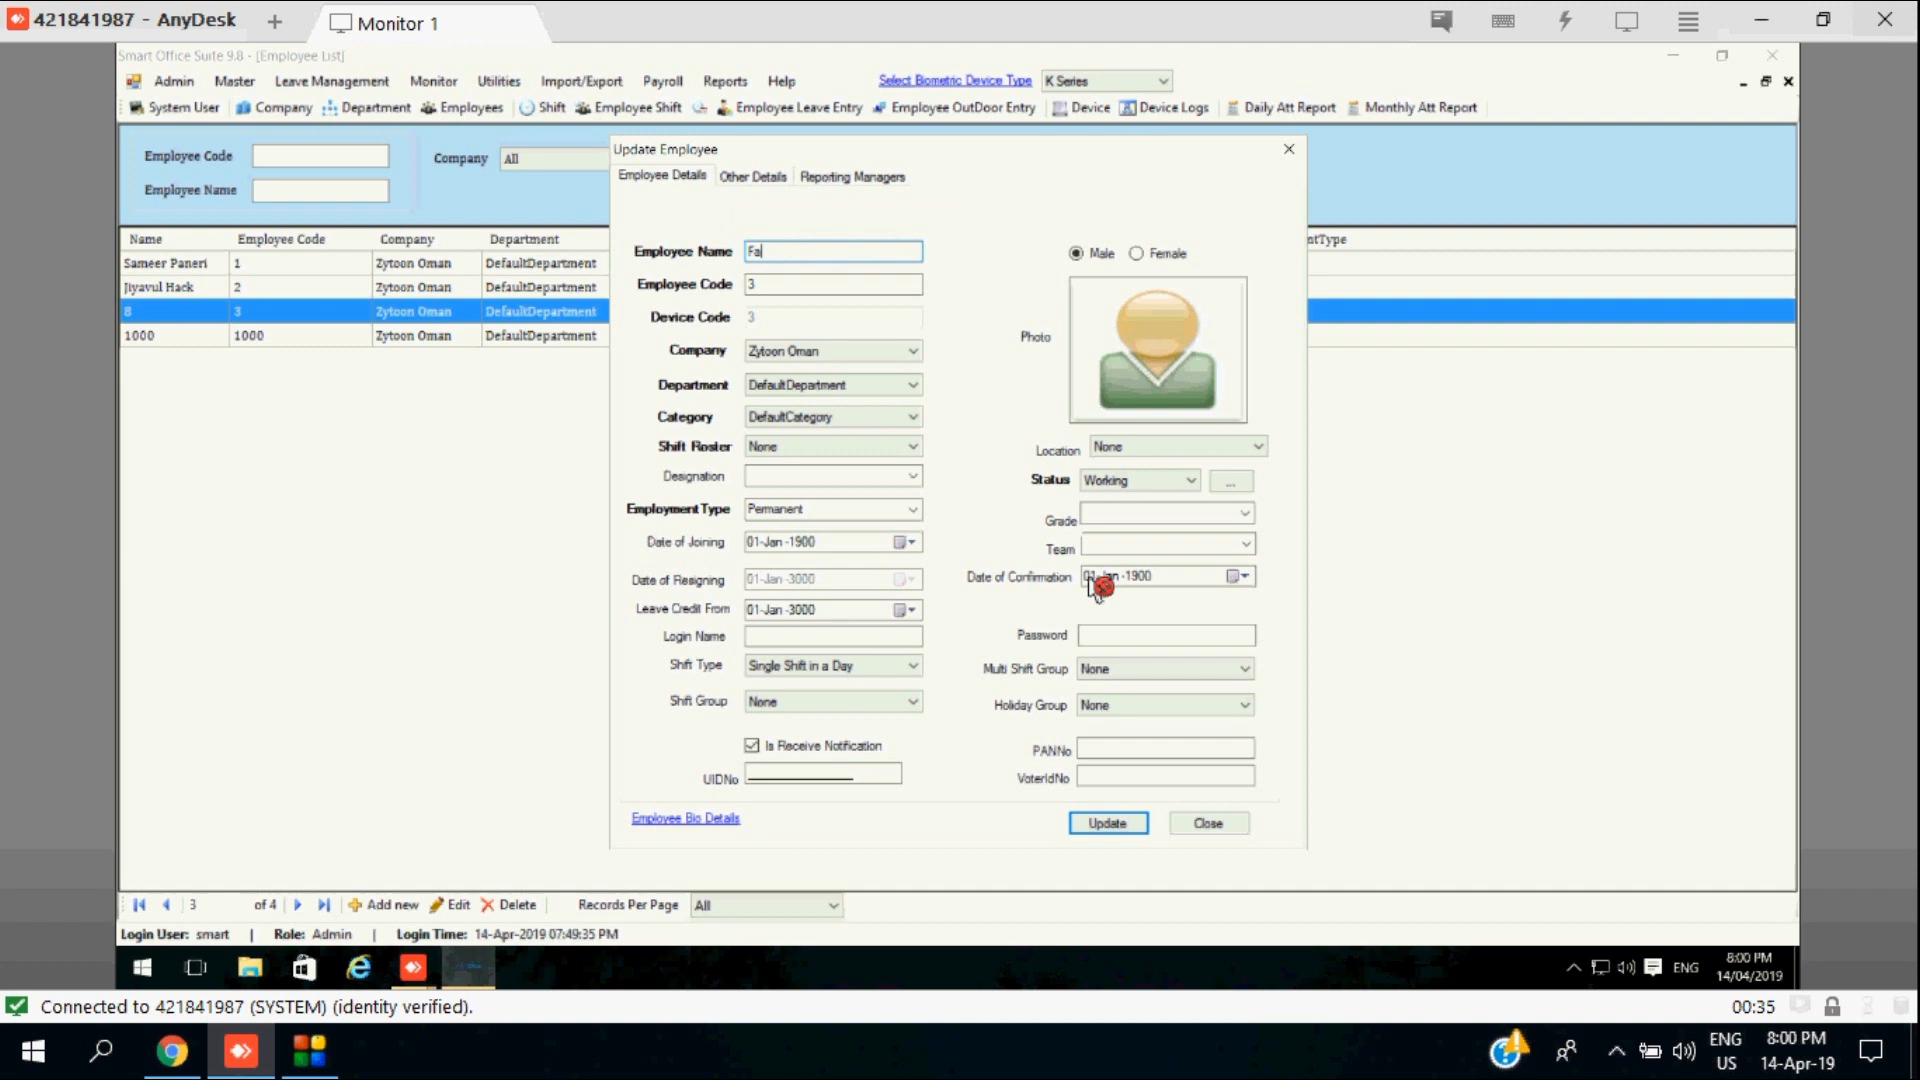 421841987 - AnyDesk + Monitor 1
Smart Office Suite 9.8 - [Employee List]
Admin Master Leave Management Monitor Utilities Import/Export Payroll Reports Help Select Biometric Device Type K Series
System User Company Department Employees Shift Employee Shift Employee Leave Entry Employee OutDoor Entry Device Device Logs Daily Att Report Monthly Att Report
Employee Code Company All
Employee Name
Name Employee Code Company Department ntType
Sameer Paneri 1 Zytoon Oman DefaultDepartment
Jiyavul Hack 2 Zytoon Oman DefaultDepartment
8 3 Zytoon Oman DefaultDepartment
1000 1000 Zytoon Oman DefaultDepartment
Update Employee
Employee Details Other Details Reporting Managers
Employee Name Fa Male Female
Employee Code 3
Device Code 3
Photo
Company Zytoon Oman
Department DefaultDepartment
Category DefaultCategory
Shift Roster None Location None
Designation Status Working ...
Employment Type Permanent Grade
Date of Joining 01-Jan -1900 Team
Date of Resigning 01-Jan -3000 Date of Confirmation 01-Jan -1900
Leave Credit From 01-Jan -3000
Login Name Password
Shift Type Single Shift in a Day Multi Shift Group None
Shift Group None Holiday Group None
Is Receive Notification PANNo
UIDNo VoterIdNo
Employee Bio Details Update Close
3 of 4 Add new Edit Delete Records Per Page All
Login User: smart | Role: Admin | Login Time: 14-Apr-2019 07:49:35 PM
ENG 8:00 PM
14/04/2019
Connected to 421841987 (SYSTEM) (identity verified). 00:35
ENG 8:00 PM
US 14-Apr-19